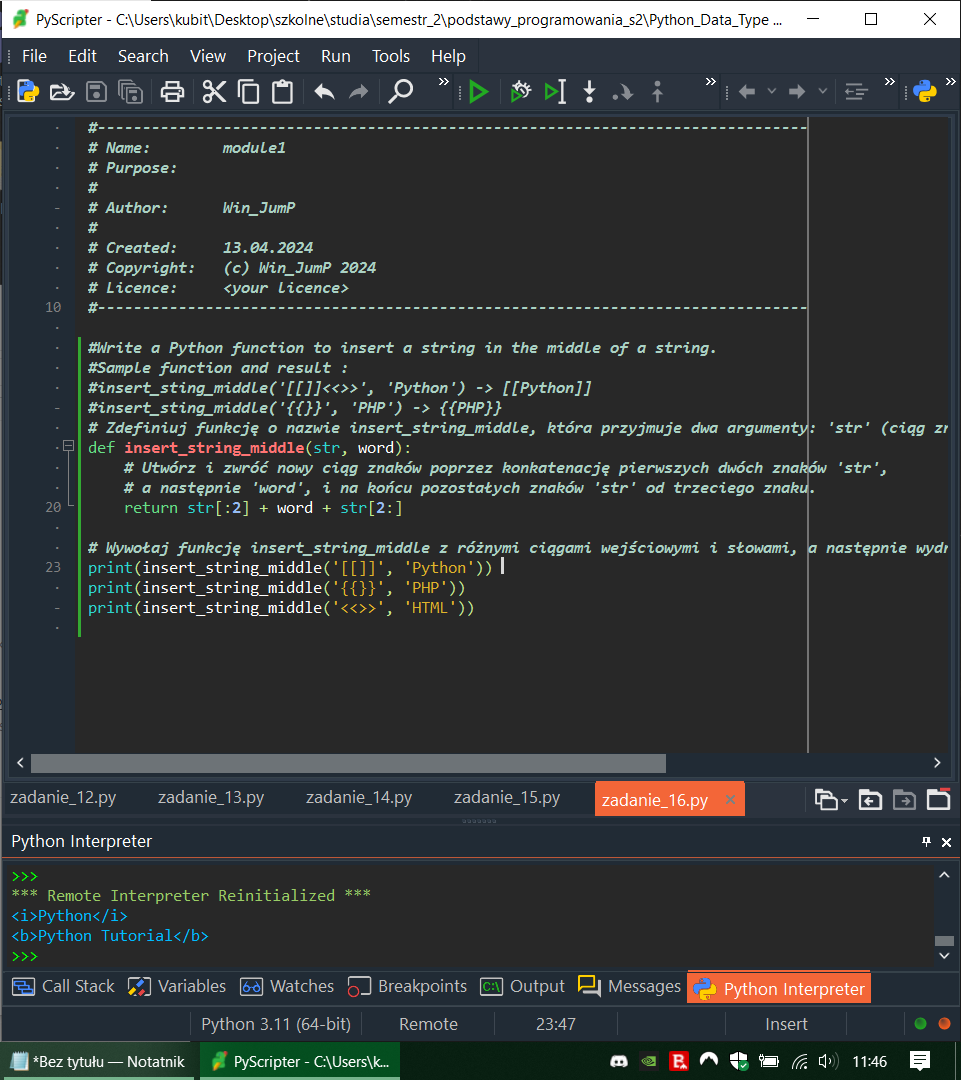 PyScripter - C:\Users\kubit\Desktop\szkolne\studia\semestr_2\podstawy_programowania_s2\Python_Data_Type ...
File Edit Search View Project Run Tools Help
#-------------------------------------------------------------------------------
# Name:        module1
# Purpose:
#
# Author:      Win_JumP
#
# Created:     13.04.2024
# Copyright:   (c) Win_JumP 2024
# Licence:     <your licence>
10 #-------------------------------------------------------------------------------
#Write a Python function to insert a string in the middle of a string.
#Sample function and result :
#insert_sting_middle('[[]]<<>>', 'Python') -> [[Python]]
#insert_sting_middle('{{}}', 'PHP') -> {{PHP}}
# Zdefiniuj funkcję o nazwie insert_string_middle, która przyjmuje dwa argumenty: 'str' (ciąg zn
def insert_string_middle(str, word):
    # Utwórz i zwróć nowy ciąg znaków poprzez konkatenację pierwszych dwóch znaków 'str',
    # a następnie 'word', i na końcu pozostałych znaków 'str' od trzeciego znaku.
20     return str[:2] + word + str[2:]
# Wywołaj funkcję insert_string_middle z różnymi ciągami wejściowymi i słowami, a następnie wydr
23 print(insert_string_middle('[[]]', 'Python'))
print(insert_string_middle('{{}}', 'PHP'))
print(insert_string_middle('<<>>', 'HTML'))
zadanie_12.py zadanie_13.py zadanie_14.py zadanie_15.py zadanie_16.py
Python Interpreter
>>>
*** Remote Interpreter Reinitialized ***
<i>Python</i>
<b>Python Tutorial</b>
>>>
Call Stack Variables Watches Breakpoints Output Messages Python Interpreter
Python 3.11 (64-bit) Remote 23:47 Insert
*Bez tytułu — Notatnik PyScripter - C:\Users\k... 11:46